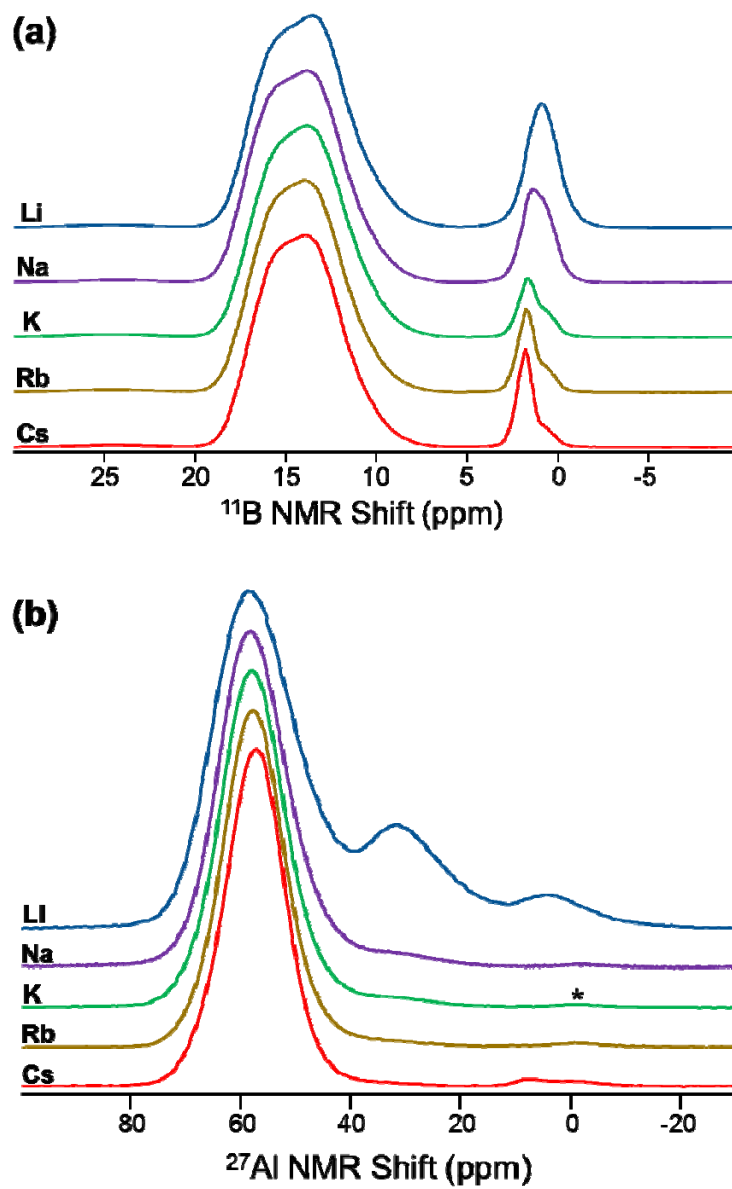 (a)
Li
Na
K
Rb
Cs
25 20 15 10 5 0 -5
¹¹B NMR Shift (ppm)
(b)
LI
Na
K
*
Rb
Cs
80 60 40 20 0 -20
²⁷Al NMR Shift (ppm)